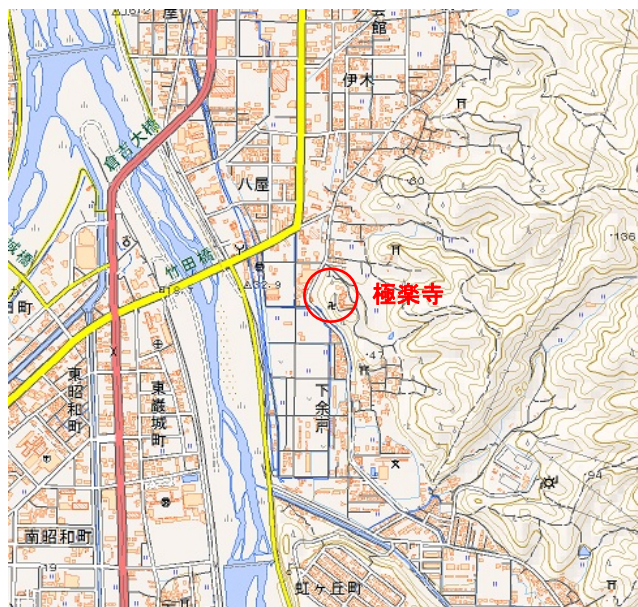 会館
伊木
倉吉大橋
八屋
136
60
竹田橋
32.9
極楽寺
東昭和町
東巌城町
47
下余戸
94
南昭和町
19
虹ヶ丘町